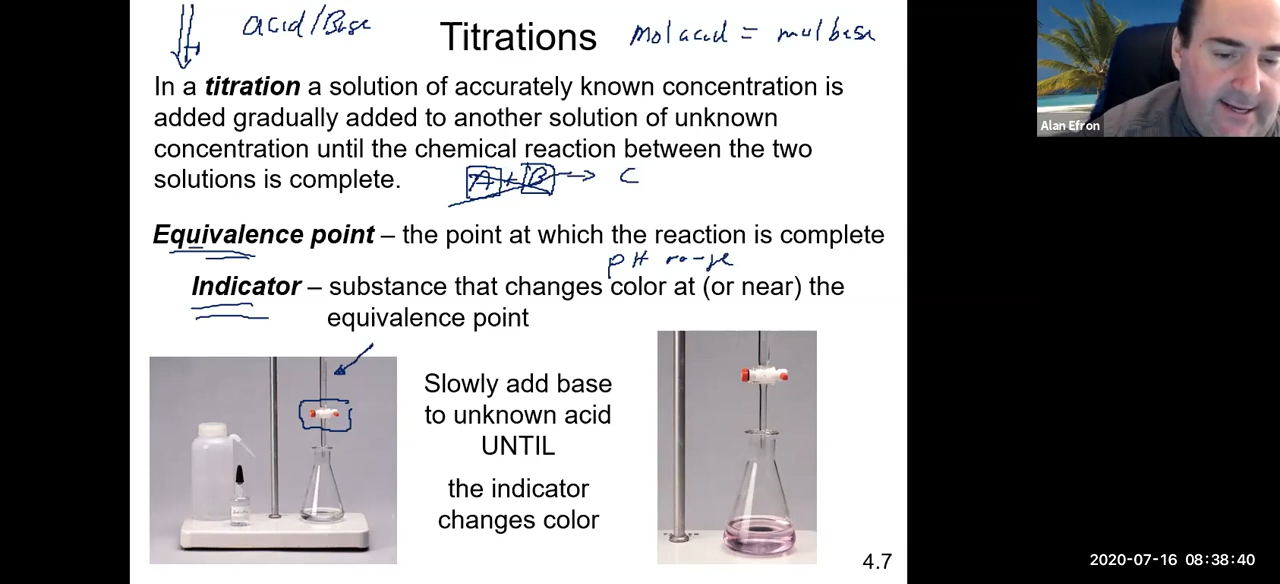 acid/Base
Titrations
mol acid = mol base
In a titration a solution of accurately known concentration is
added gradually added to another solution of unknown
concentration until the chemical reaction between the two
solutions is complete.
A + B → C
Equivalence point – the point at which the reaction is complete
pH range
Indicator – substance that changes color at (or near) the
equivalence point
Slowly add base
to unknown acid
UNTIL
the indicator
changes color
4.7
Alan Efron
2020-07-16 08:38:40